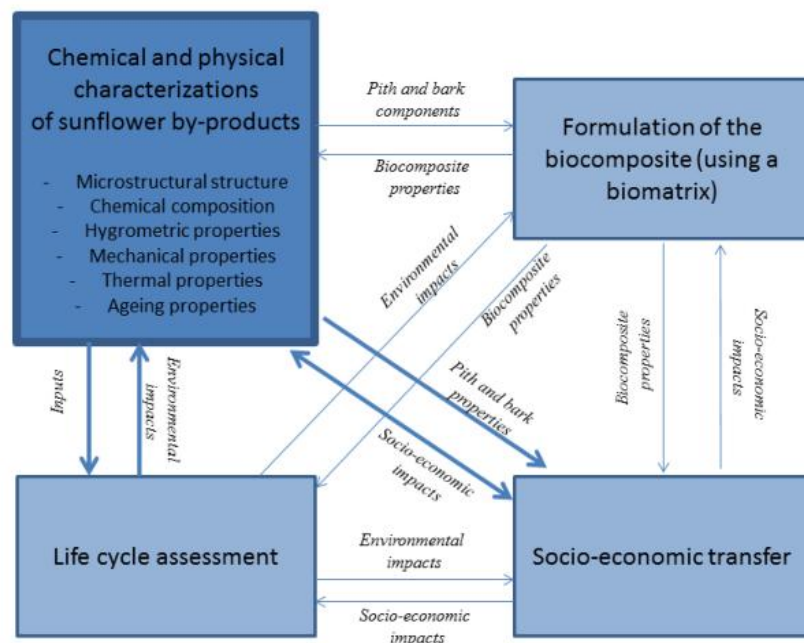 Chemical and physical
characterizations
of sunflower by-products
- Microstructural structure
- Chemical composition
- Hygrometric properties
- Mechanical properties
- Thermal properties
- Ageing properties
Pith and bark
components
Biocomposite
properties
Formulation of the
biocomposite (using a
biomatrix)
Environmental
impacts
Biocomposite
properties
Biocomposite
properties
Socio-economic
impacts
Inputs
Environmental
impacts
Pith and bark
properties
Socio-economic
impacts
Life cycle assessment
Environmental
impacts
Socio-economic
impacts
Socio-economic transfer